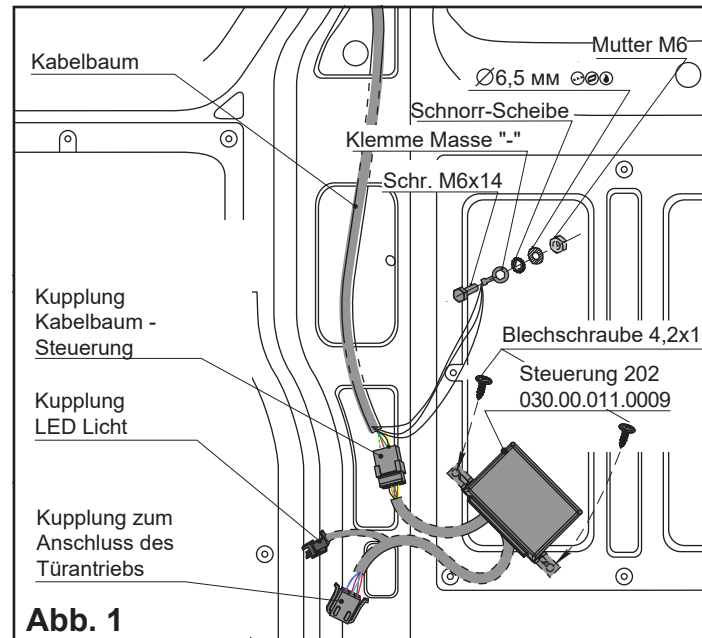 Kabelbaum
Mutter M6
Ø6,5 мм
Schnorr-Scheibe
Klemme Masse "-"
Schr. M6x14
Kupplung
Kabelbaum -
Steuerung
Blechschraube 4,2x1
Steuerung 202
030.00.011.0009
Kupplung
LED Licht
Kupplung zum
Anschluss des
Türantriebs
Abb. 1